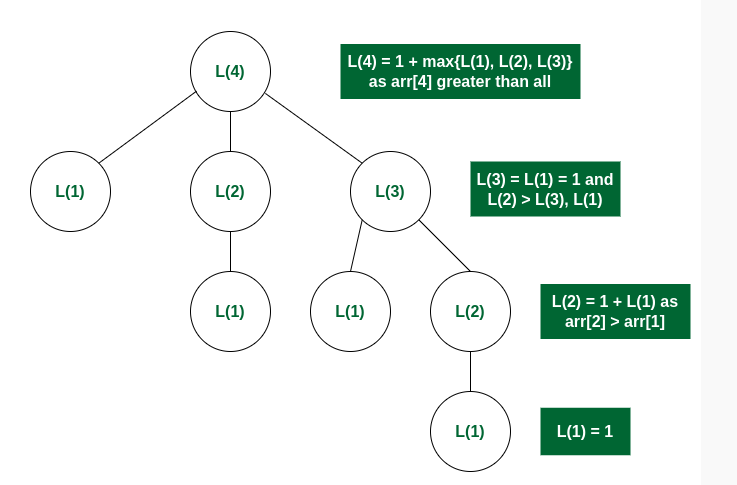 L(4)
L(4) = 1 + max{L(1), L(2), L(3)}
as arr[4] greater than all
L(1)
L(2)
L(3)
L(3) = L(1) = 1 and
L(2) > L(3), L(1)
L(1)
L(1)
L(2)
L(2) = 1 + L(1) as
arr[2] > arr[1]
L(1)
L(1) = 1